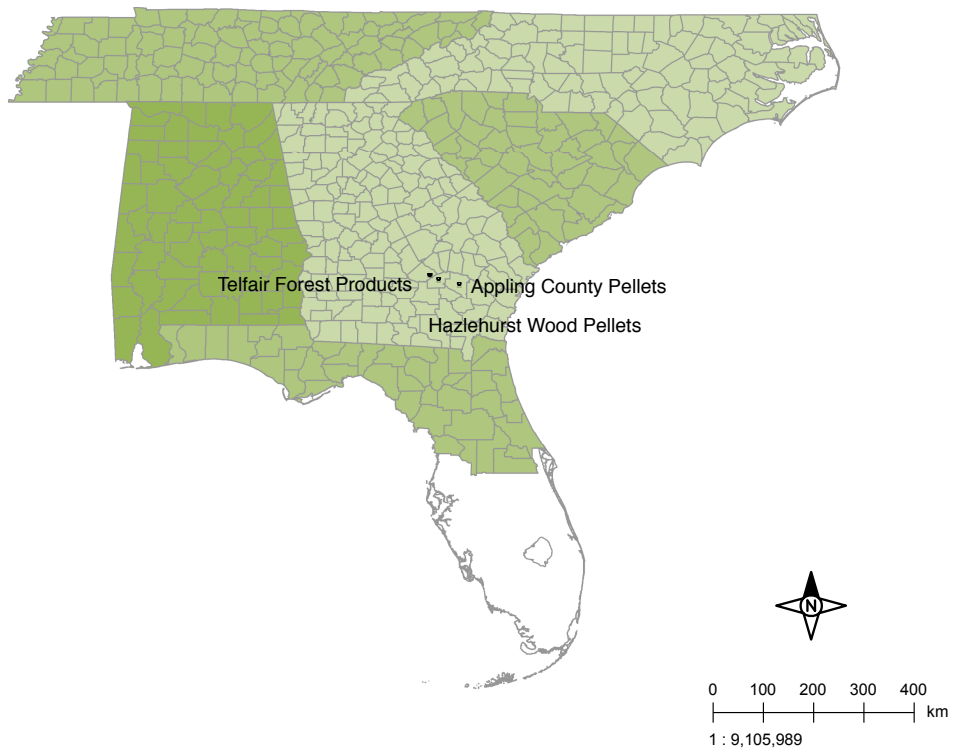 Telfair Forest Products
Appling County Pellets
Hazlehurst Wood Pellets
N
0 100 200 300 400
km
1 : 9,105,989